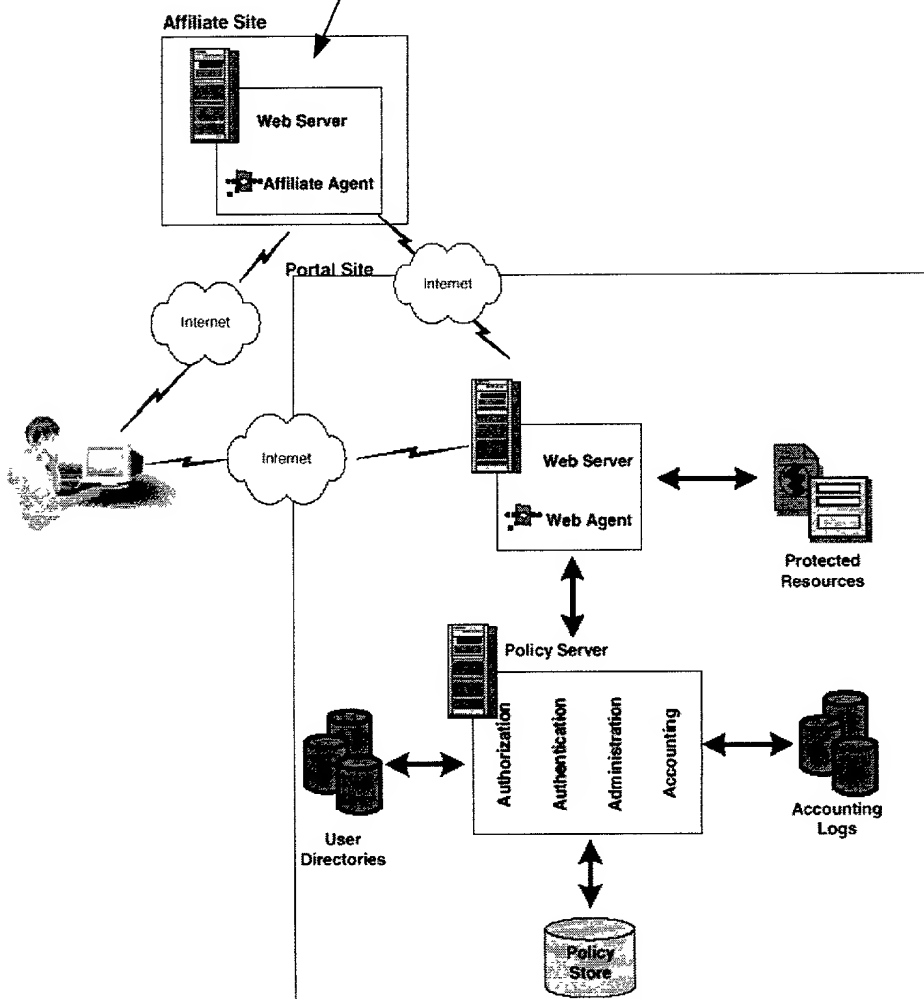 Affiliate Site
Web Server
Affiliate Agent
Portal Site
Internet
Internet
Internet
Web Server
Web Agent
Protected
Resources
Policy Server
Authorization
Authentication
Administration
Accounting
User
Directories
Accounting
Logs
Policy
Store